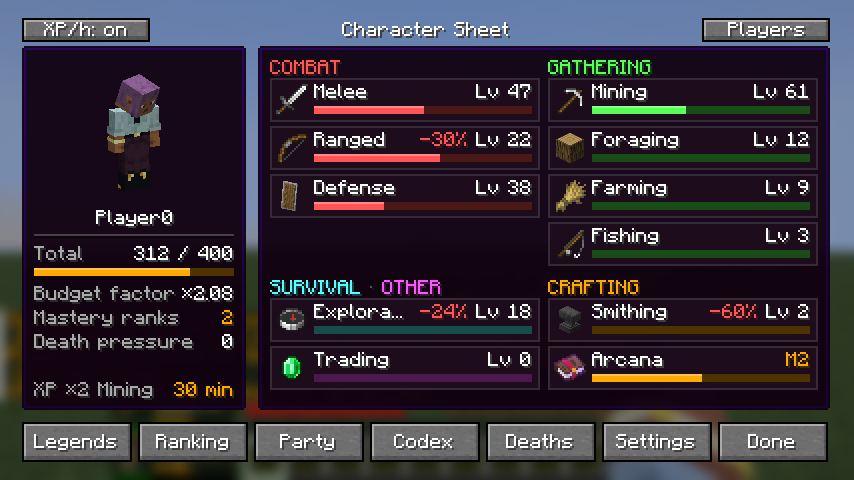 XP/h: on
Character Sheet
Players
Player0
Total 312 / 400
Budget factor ×2.08
Mastery ranks 2
Death pressure 0
XP ×2 Mining 30 min
COMBAT
Melee Lv 47
Ranged -30% Lv 22
Defense Lv 38
GATHERING
Mining Lv 61
Foraging Lv 12
Farming Lv 9
Fishing Lv 3
SURVIVAL · OTHER
Explora... -24% Lv 18
Trading Lv 0
CRAFTING
Smithing -60% Lv 2
Arcana M2
Legends
Ranking
Party
Codex
Deaths
Settings
Done